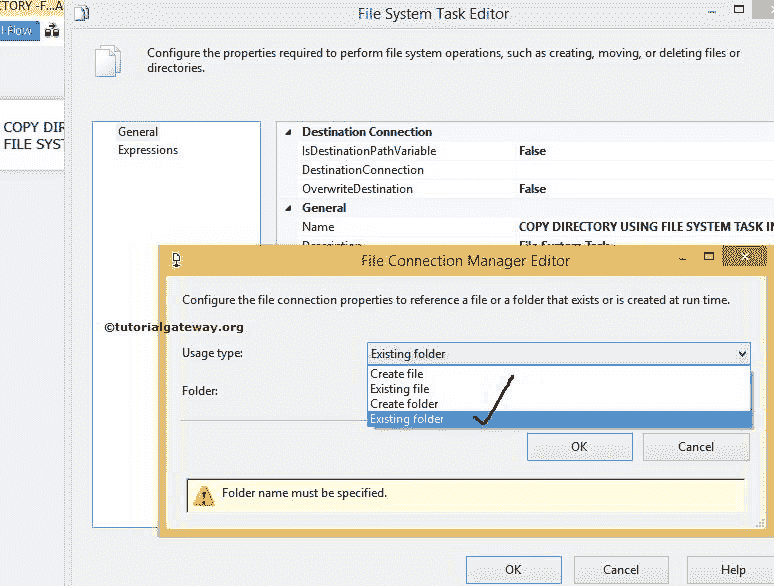 CTORY -F...A
File System Task Editor
l Flow
Configure the properties required to perform file system operations, such as creating, moving, or deleting files or
directories.
COPY DIR
FILE SYST
General
Expressions
Destination Connection
IsDestinationPathVariable False
DestinationConnection
OverwriteDestination False
General
Name COPY DIRECTORY USING FILE SYSTEM TASK IN
Description File System Task
File Connection Manager Editor
Configure the file connection properties to reference a file or a folder that exists or is created at run time.
©tutorialgateway.org
Usage type: Existing folder
Create file
Existing file
Folder:
Create folder
Existing folder
OK Cancel
Folder name must be specified.
OK Cancel Help